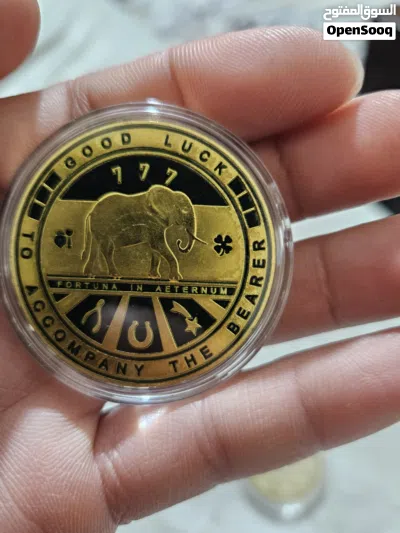 السوق المفتوح
OpenSooq
GOOD LUCK
777
FORTUNA IN AETERNUM
TO ACCOMPANY THE BEARER